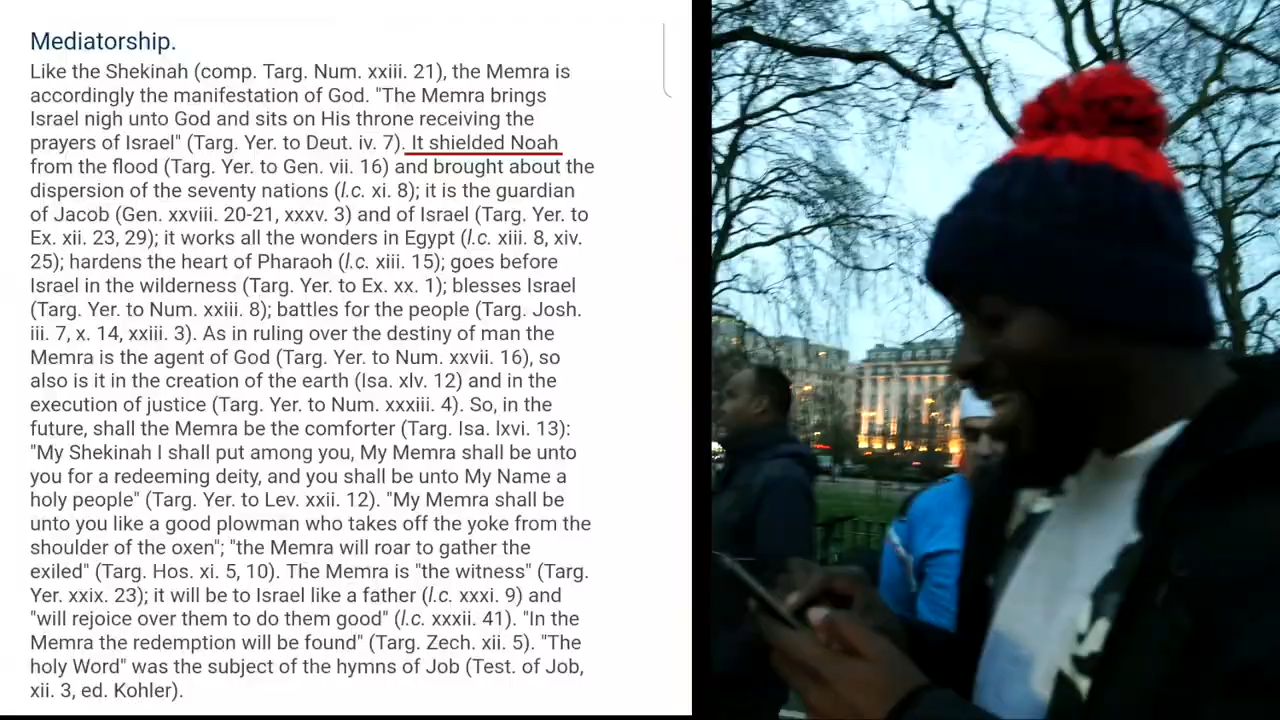 Mediatorship.
Like the Shekinah (comp. Targ. Num. xxiii. 21), the Memra is
accordingly the manifestation of God. "The Memra brings
Israel nigh unto God and sits on His throne receiving the
prayers of Israel" (Targ. Yer. to Deut. iv. 7). It shielded Noah
from the flood (Targ. Yer. to Gen. vii. 16) and brought about the
dispersion of the seventy nations (l.c. xi. 8); it is the guardian
of Jacob (Gen. xxviii. 20-21, xxxv. 3) and of Israel (Targ. Yer. to
Ex. xii. 23, 29); it works all the wonders in Egypt (l.c. xiii. 8, xiv.
25); hardens the heart of Pharaoh (l.c. xiii. 15); goes before
Israel in the wilderness (Targ. Yer. to Ex. xx. 1); blesses Israel
(Targ. Yer. to Num. xxiii. 8); battles for the people (Targ. Josh.
iii. 7, x. 14, xxiii. 3). As in ruling over the destiny of man the
Memra is the agent of God (Targ. Yer. to Num. xxvii. 16), so
also is it in the creation of the earth (Isa. xlv. 12) and in the
execution of justice (Targ. Yer. to Num. xxxiii. 4). So, in the
future, shall the Memra be the comforter (Targ. Isa. lxvi. 13):
"My Shekinah I shall put among you, My Memra shall be unto
you for a redeeming deity, and you shall be unto My Name a
holy people" (Targ. Yer. to Lev. xxii. 12). "My Memra shall be
unto you like a good plowman who takes off the yoke from the
shoulder of the oxen"; "the Memra will roar to gather the
exiled" (Targ. Hos. xi. 5, 10). The Memra is "the witness" (Targ.
Yer. xxix. 23); it will be to Israel like a father (l.c. xxxi. 9) and
"will rejoice over them to do them good" (l.c. xxxii. 41). "In the
Memra the redemption will be found" (Targ. Zech. xii. 5). "The
holy Word" was the subject of the hymns of Job (Test. of Job,
xii. 3, ed. Kohler).